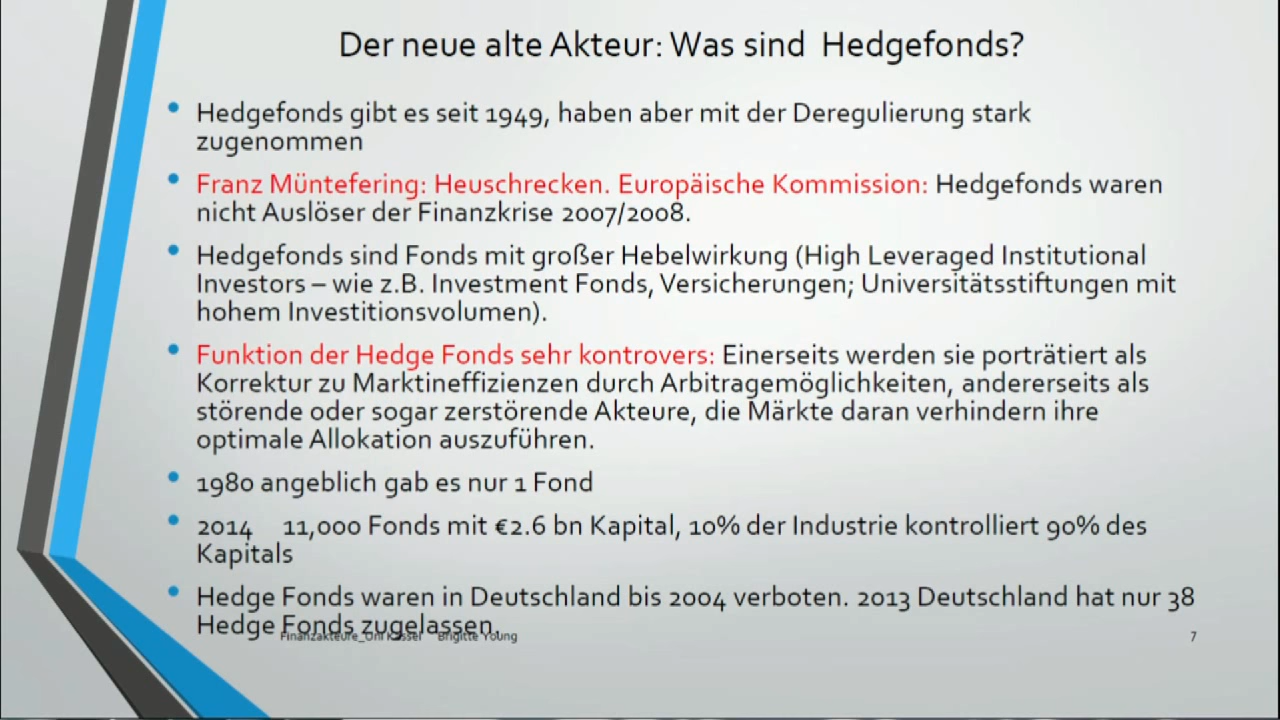 Der neue alte Akteur: Was sind Hedgefonds?
• Hedgefonds gibt es seit 1949, haben aber mit der Deregulierung stark
zugenommen
• Franz Müntefering: Heuschrecken. Europäische Kommission: Hedgefonds waren
nicht Auslöser der Finanzkrise 2007/2008.
• Hedgefonds sind Fonds mit großer Hebelwirkung (High Leveraged Institutional
Investors – wie z.B. Investment Fonds, Versicherungen; Universitätsstiftungen mit
hohem Investitionsvolumen).
• Funktion der Hedge Fonds sehr kontrovers: Einerseits werden sie porträtiert als
Korrektur zu Marktineffizienzen durch Arbitragemöglichkeiten, andererseits als
störende oder sogar zerstörende Akteure, die Märkte daran verhindern ihre
optimale Allokation auszuführen.
• 1980 angeblich gab es nur 1 Fond
• 2014 11,000 Fonds mit €2.6 bn Kapital, 10% der Industrie kontrolliert 90% des
Kapitals
• Hedge Fonds waren in Deutschland bis 2004 verboten. 2013 Deutschland hat nur 38
Hedge Fonds zugelassen.
Finanzakteure_Uni Kassel Brigitte Young
7